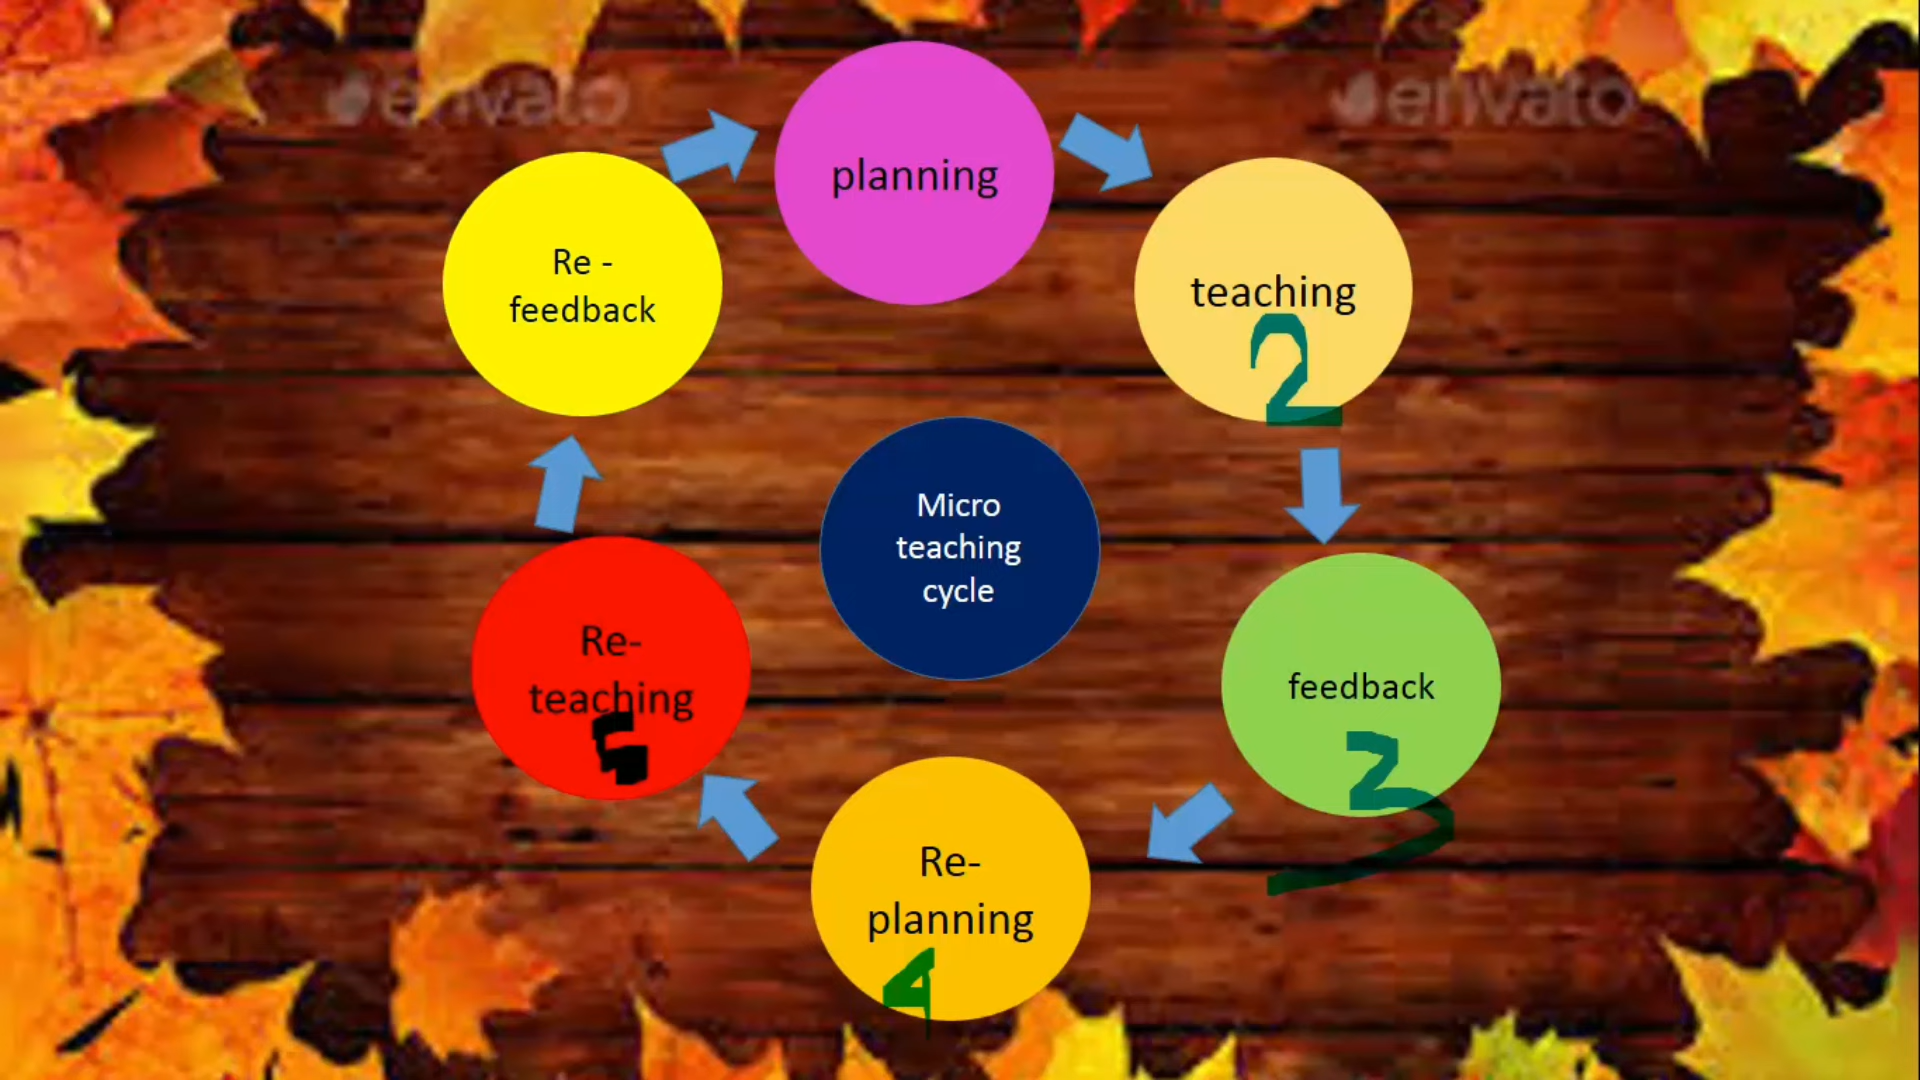 envato
envato
planning
teaching
2
feedback
3
Re-
planning
4
Re-
teaching
5
Re -
feedback
Micro
teaching
cycle